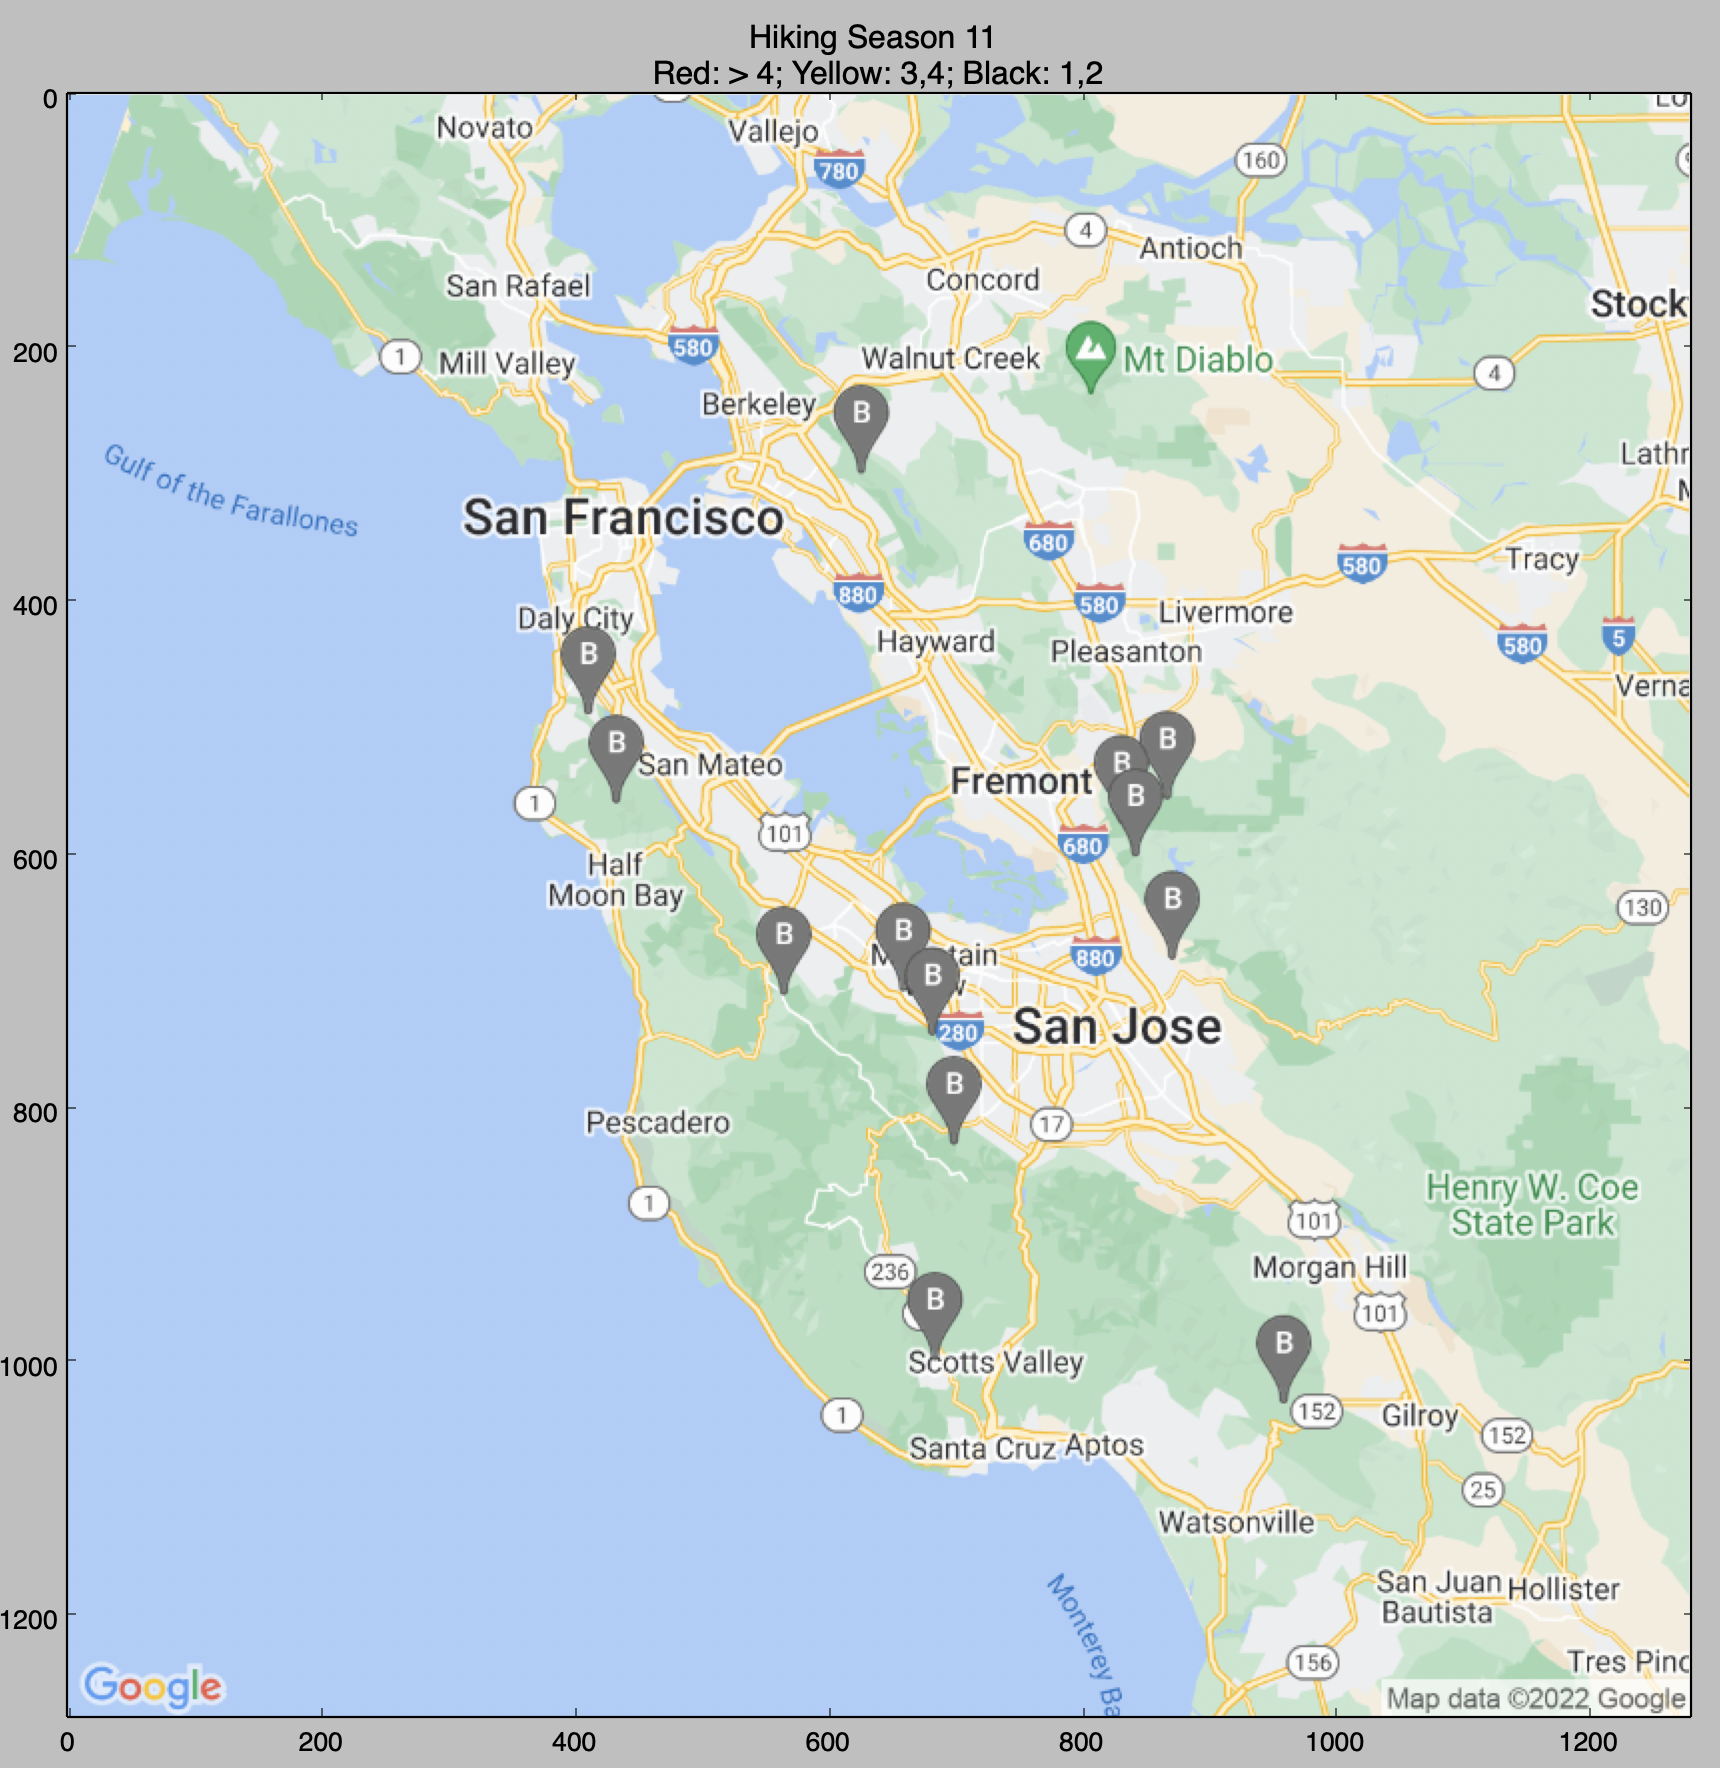 Hiking Season 11
Red: > 4; Yellow: 3,4; Black: 1,2
0
200
400
600
800
1000
1200
Novato
Vallejo
780
160
4
Antioch
Concord
San Rafael
Stock
580
1
Mill Valley
Walnut Creek
Mt Diablo
4
Berkeley
B
Gulf of the Farallones
Lathr
M
San Francisco
680
580
Tracy
880
580
Livermore
Daly City
Hayward
Pleasanton
580
5
B
Verna
B
San Mateo
B
B
Fremont
B
1
101
680
Half
Moon Bay
B
130
B
B
880
B
280
San Jose
B
Pescadero
17
1
Henry W. Coe
State Park
101
Morgan Hill
236
B
101
B
Scotts Valley
1
152
Gilroy
152
Santa Cruz
Aptos
25
Watsonville
San Juan
Bautista
Hollister
Monterey Ba
156
Tres Pino
Google
Map data ©2022 Google
0
200
400
600
800
1000
1200